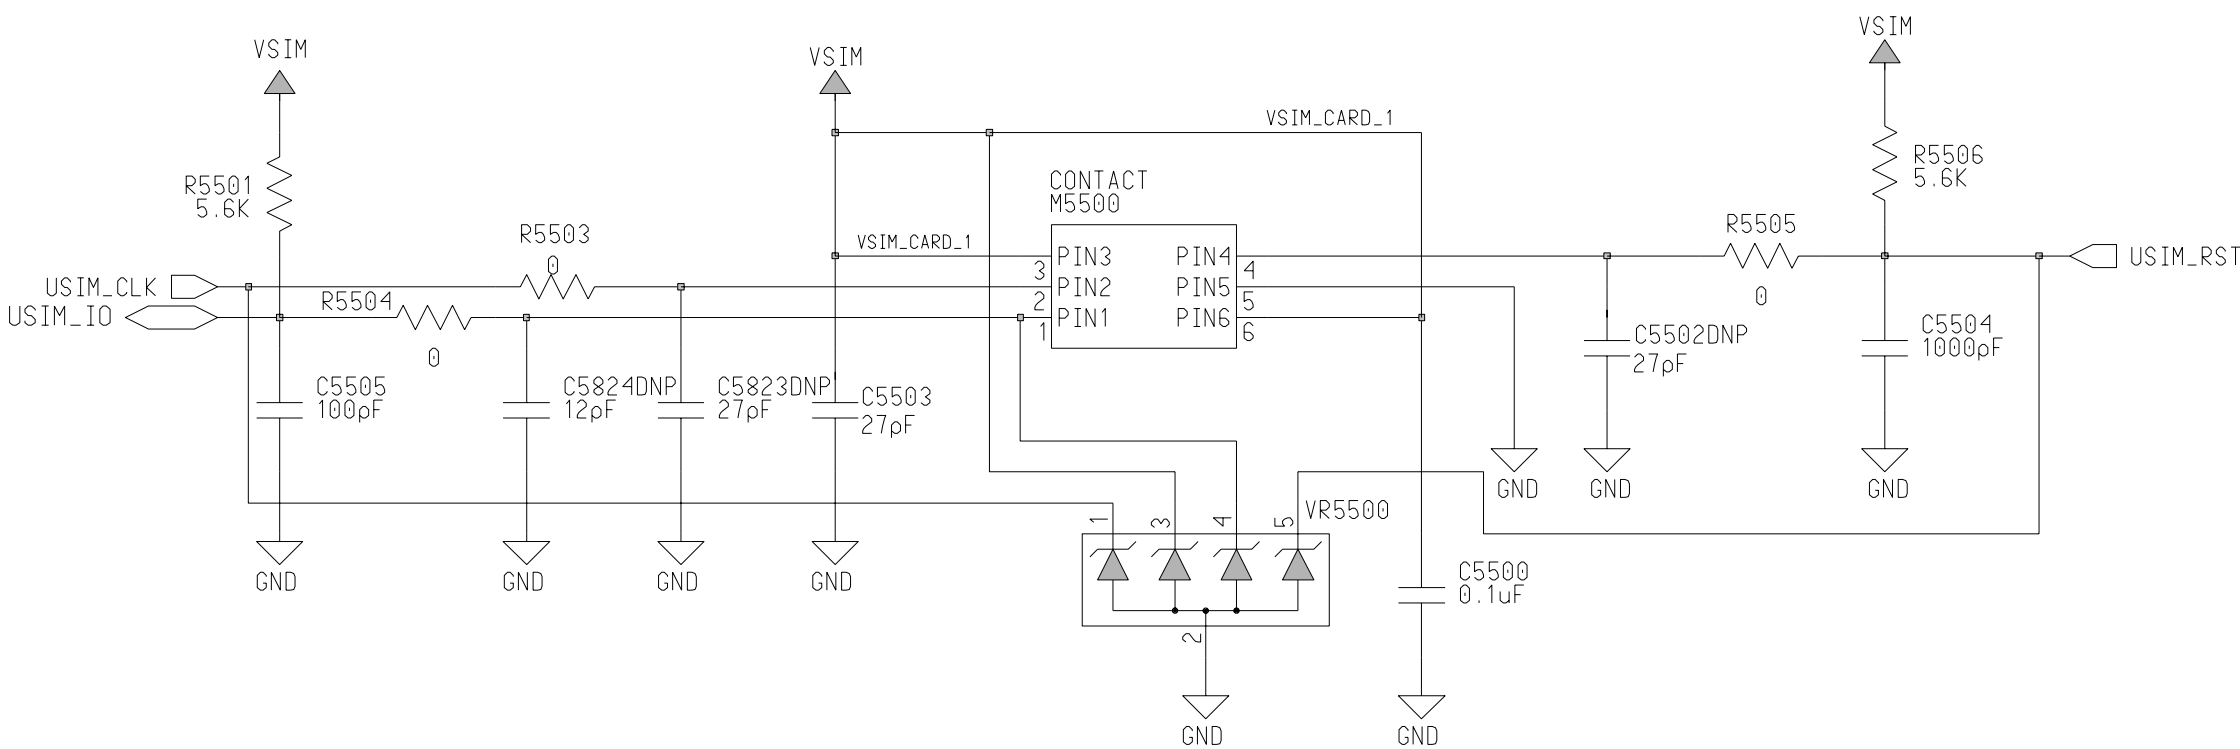 VSIM
VSIM
VSIM
VSIM_CARD_1
CONTACT
M5500
R5501
5.6K
R5506
5.6K
R5503
0
R5505
0
VSIM_CARD_1
PIN3
PIN4
3
4
USIM_RST
USIM_CLK
PIN2
PIN5
2
5
USIM_IO
R5504
0
PIN1
PIN6
1
6
C5505
100pF
C5824DNP
12pF
C5823DNP
27pF
C5503
27pF
C5502DNP
27pF
C5504
1000pF
GND
GND
GND
VR5500
1
3
4
5
2
GND
GND
GND
GND
C5500
0.1uF
GND
GND